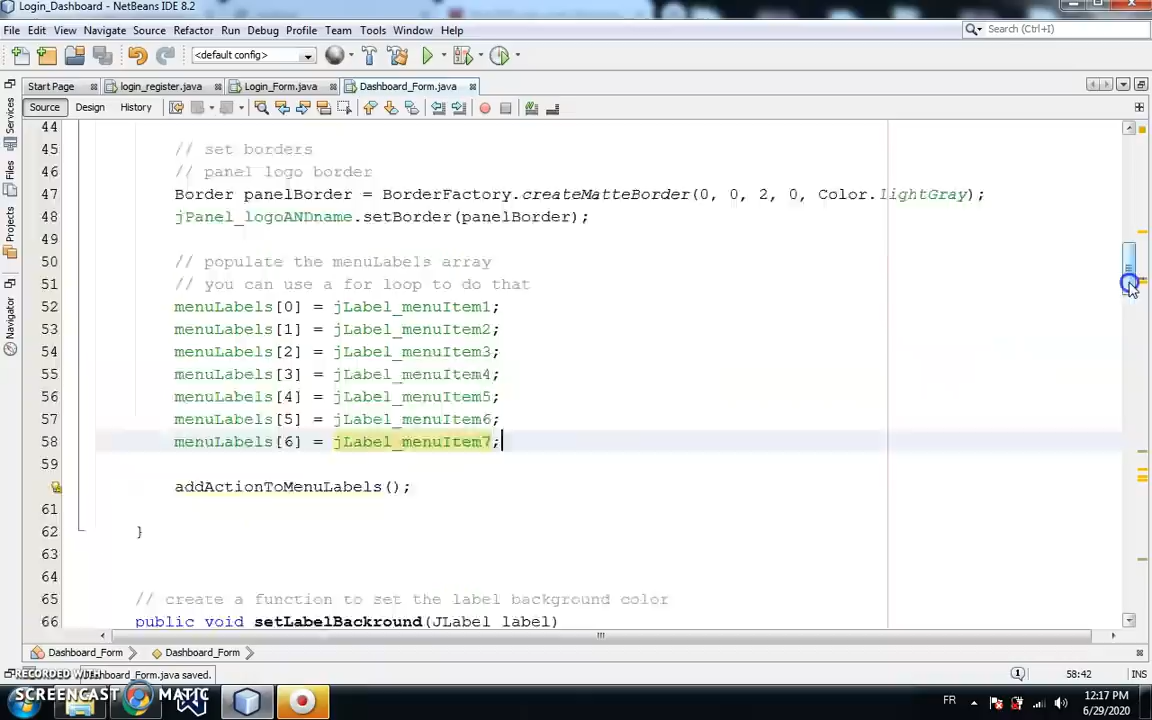 Login_Dashboard - NetBeans IDE 8.2
File Edit View Navigate Source Refactor Run Debug Profile Team Tools Window Help
Search (Ctrl+I)
<default config>
Start Page login_register.java Login_Form.java Dashboard_Form.java
Source Design History
Services
Files
Projects
Navigator
44
45 // set borders
46 // panel logo border
47 Border panelBorder = BorderFactory.createMatteBorder(0, 0, 2, 0, Color.lightGray);
48 jPanel_logoANDname.setBorder(panelBorder);
49
50 // populate the menuLabels array
51 // you can use a for loop to do that
52 menuLabels[0] = jLabel_menuItem1;
53 menuLabels[1] = jLabel_menuItem2;
54 menuLabels[2] = jLabel_menuItem3;
55 menuLabels[3] = jLabel_menuItem4;
56 menuLabels[4] = jLabel_menuItem5;
57 menuLabels[5] = jLabel_menuItem6;
58 menuLabels[6] = jLabel_menuItem7;
59
addActionToMenuLabels();
61
62 }
63
64
65 // create a function to set the label background color
66 public void setLabelBackround(JLabel label)
Dashboard_Form Dashboard_Form
Dashboard_Form.java saved.
1 58:42 INS
RECORDED WITH
SCREENCAST MATIC
FR
12:17 PM
6/29/2020